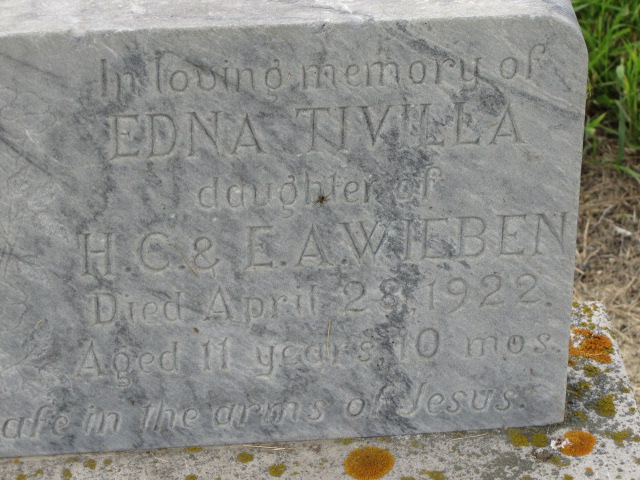 In loving memory of
EDNA TIVILLA
daughter of
H.C. & E.A. WIEBEN
Died April 28, 1922.
Aged 11 years, 10 mos.
afe in the arms of Jesus.